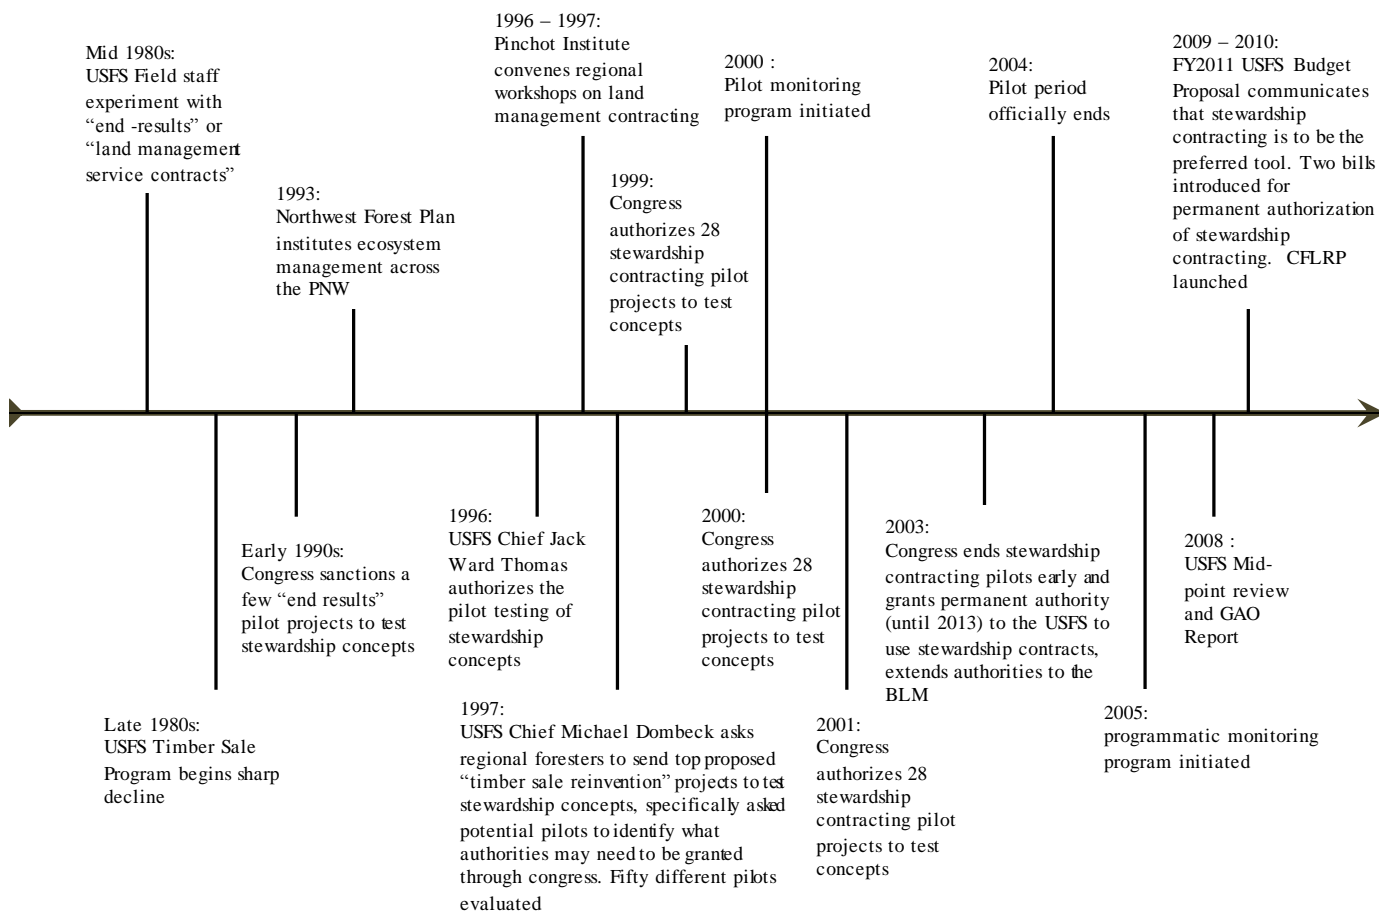 Mid 1980s:
USFS Field staff
experiment with
“end -results” or
“land management
service contracts”
1993:
Northwest Forest Plan
institutes ecosystem
management across
the PNW
1996 – 1997:
Pinchot Institute
convenes regional
workshops on land
management contracting
1999:
Congress
authorizes 28
stewardship
contracting pilot
projects to test
concepts
2000 :
Pilot monitoring
program initiated
2004:
Pilot period
officially ends
2009 – 2010:
FY2011 USFS Budget
Proposal communicates
that stewardship
contracting is to be the
preferred tool. Two bills
introduced for
permanent authorization
of stewardship
contracting. CFLRP
launched
Late 1980s:
USFS Timber Sale
Program begins sharp
decline
Early 1990s:
Congress sanctions a
few “end results”
pilot projects to test
stewardship concepts
1996:
USFS Chief Jack
Ward Thomas
authorizes the
pilot testing of
stewardship
concepts
1997:
USFS Chief Michael Dombeck asks
regional foresters to send top proposed
“timber sale reinvention” projects to test
stewardship concepts, specifically asked
potential pilots to identify what
authorities may need to be granted
through congress. Fifty different pilots
evaluated
2000:
Congress
authorizes 28
stewardship
contracting pilot
projects to test
concepts
2001:
Congress
authorizes 28
stewardship
contracting pilot
projects to test
concepts
2003:
Congress ends stewardship
contracting pilots early and
grants permanent authority
(until 2013) to the USFS to
use stewardship contracts,
extends authorities to the
BLM
2005:
programmatic monitoring
program initiated
2008 :
USFS Mid-
point review
and GAO
Report